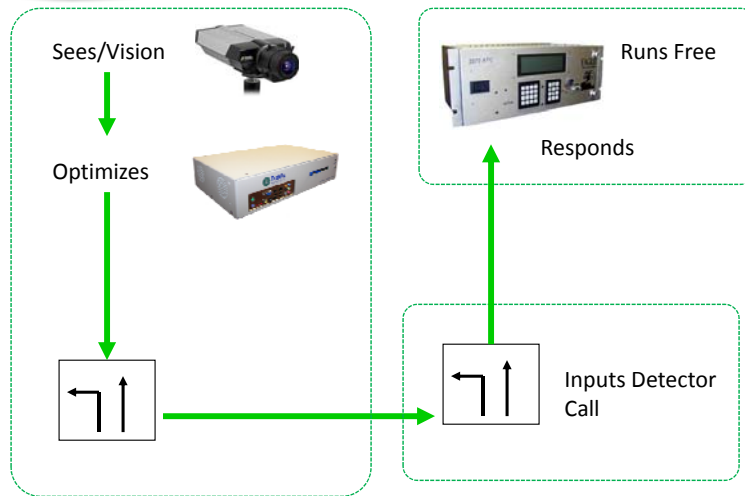 Sees/Vision
Optimizes
Runs Free
Responds
Inputs Detector
Call